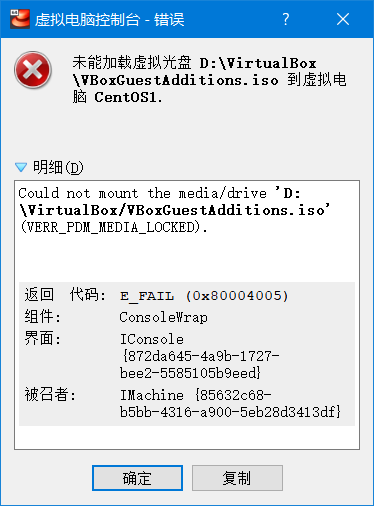 虚拟电脑控制台 - 错误
未能加载虚拟光盘 D:\VirtualBox
\VBoxGuestAdditions.iso 到虚拟电
脑 CentOS1.
明细(D)
Could not mount the media/drive 'D:
\VirtualBox/VBoxGuestAdditions.iso'
(VERR_PDM_MEDIA_LOCKED).
返回 代码: E_FAIL (0x80004005)
组件: ConsoleWrap
界面: IConsole
{872da645-4a9b-1727-
bee2-5585105b9eed}
被召者: IMachine {85632c68-
b5bb-4316-a900-5eb28d3413df}
确定
复制